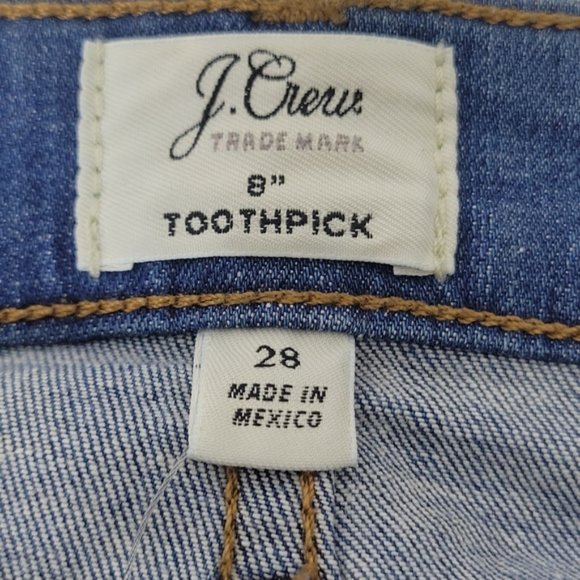 J.Crew
TRADE MARK
8"
TOOTHPICK
28
MADE IN
MEXICO